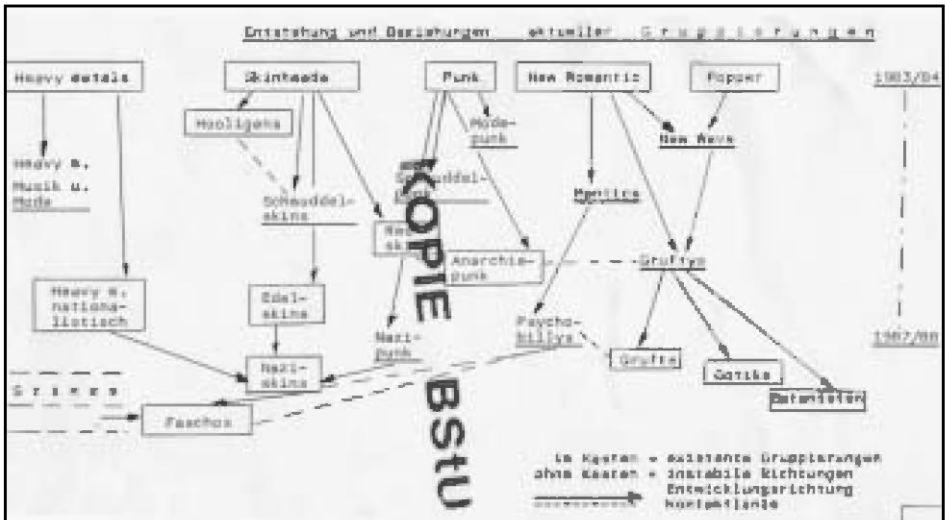 Entstehung und Beziehungen aktueller Gruppierungen
Heavy metals
Skinheads
Punk
New Romantic
Popper
1983/84
Hooligans
Mode-
punk
New Wave
Heavy m.
Musik u.
Mode
Schmuddel-
skins
Schmuddel-
punk
Anarchie-
punk
Gruftys
Heavy m.
nationa-
listisch
Edel-
skins
Nazi-
punk
Psycho-
billys
1987/88
Nazi-
skins
Grufts
Satanisten
Faschos
im Kasten = existente Gruppierungen
ohne Kasten = instabile Richtungen
Entwicklungsrichtung
KOPIE BStU